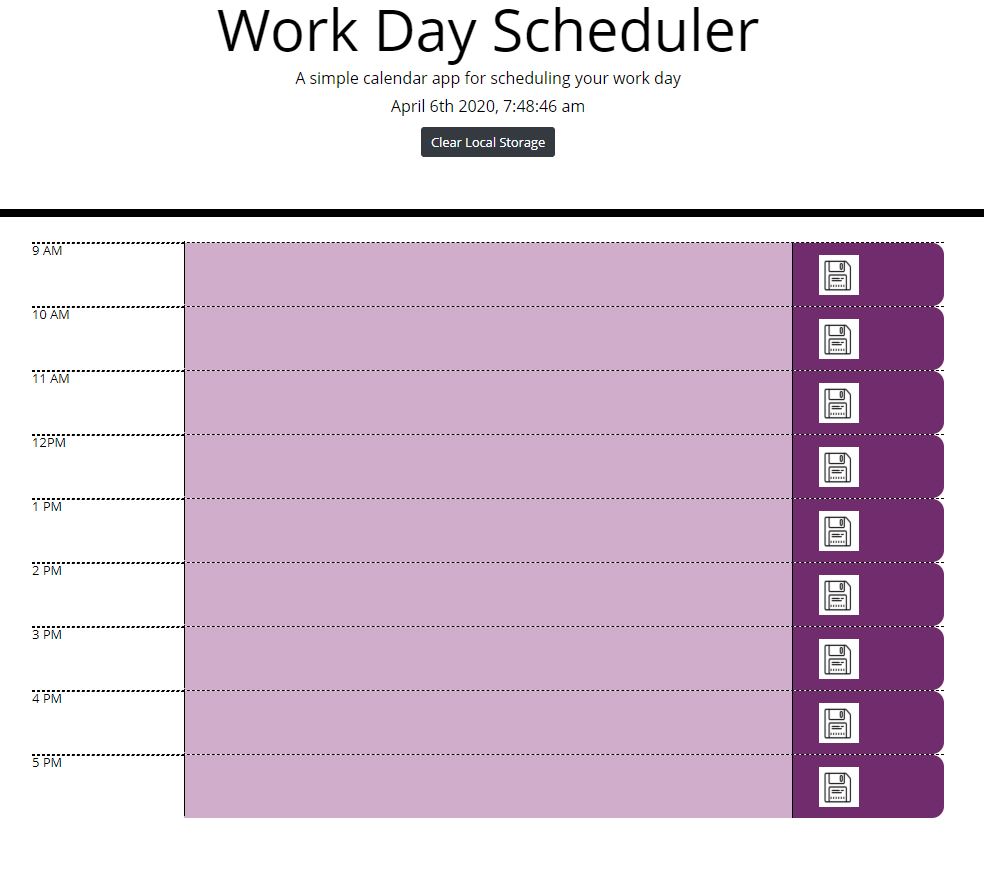 Work Day Scheduler
A simple calendar app for scheduling your work day
April 6th 2020, 7:48:46 am
Clear Local Storage
9 AM
10 AM
11 AM
12PM
1 PM
2 PM
3 PM
4 PM
5 PM